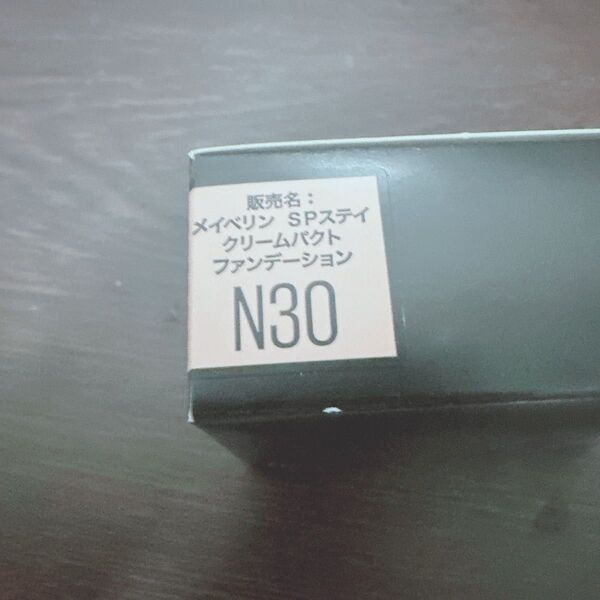 販売名：
メイベリン　ＳＰステイ
クリームパクト
ファンデーション
N30